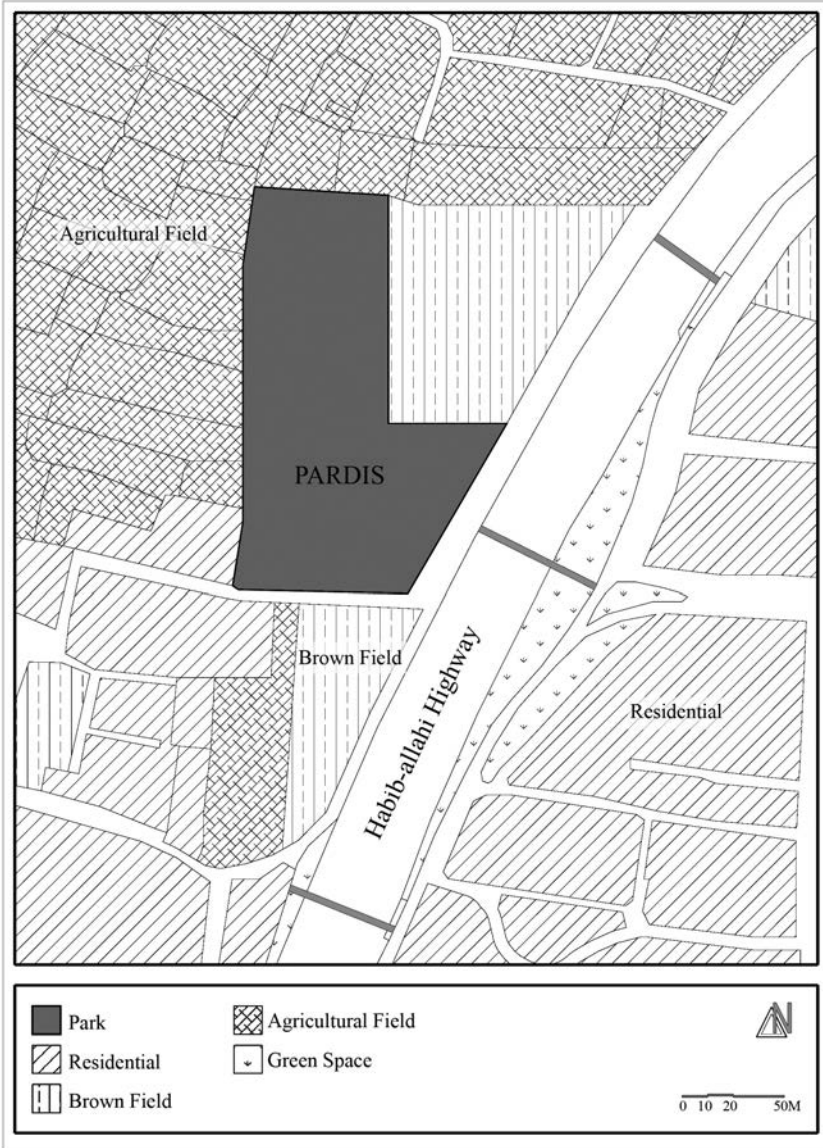 Agricultural Field
PARDIS
Brown Field
Habib-allahi Highway
Residential
Park
Residential
Brown Field
Agricultural Field
Green Space
N
0 10 20 50M